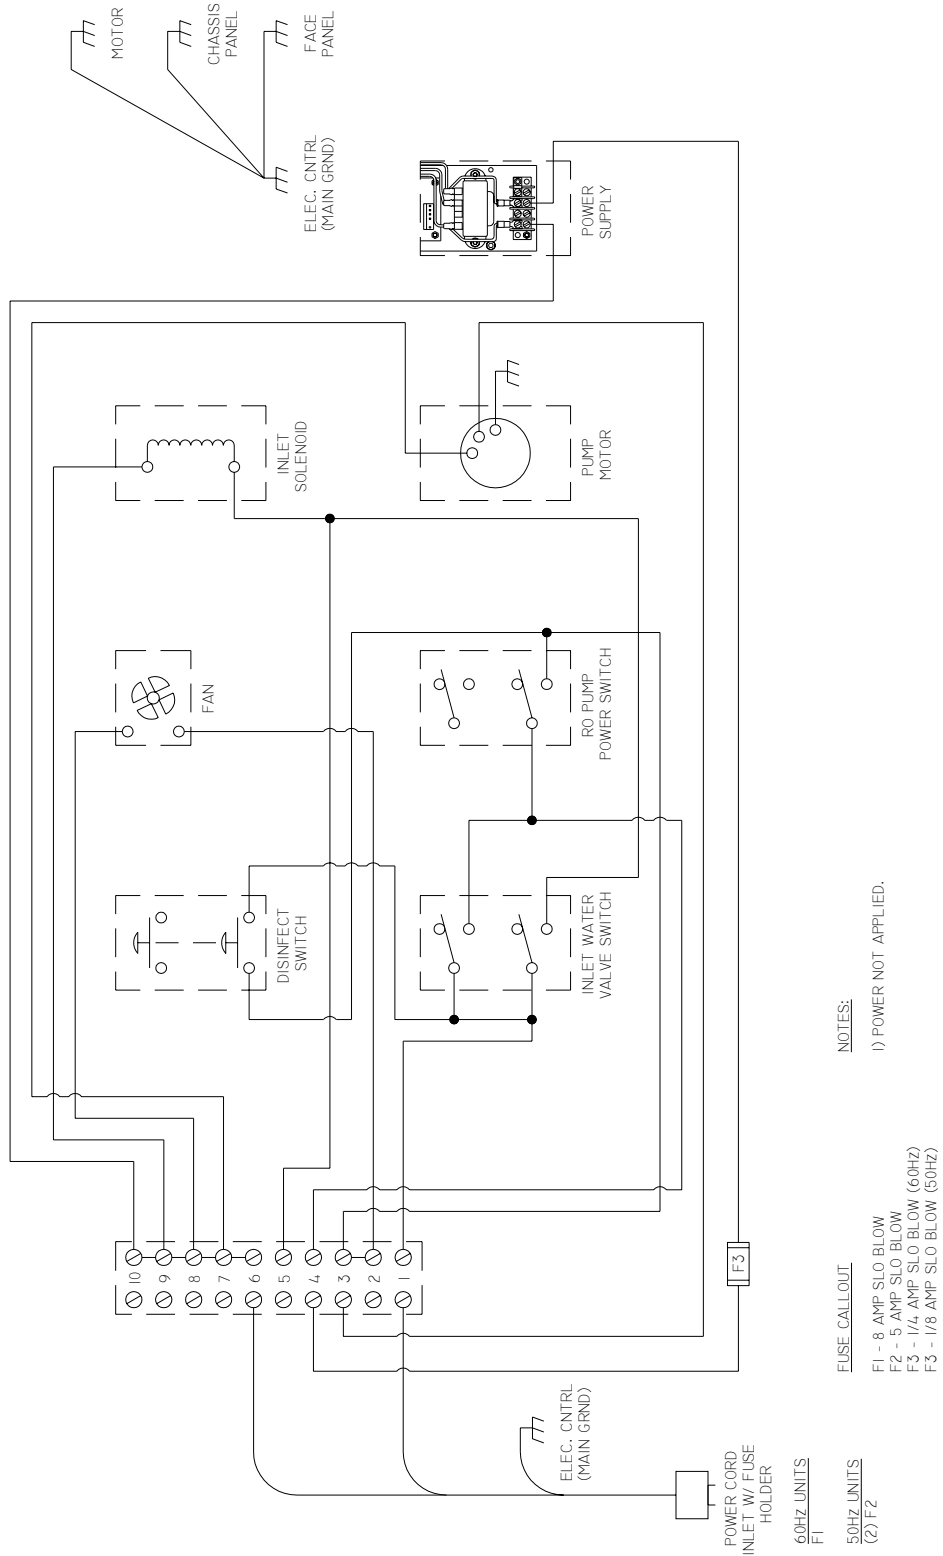 MOTOR
CHASSIS
PANEL
FACE
PANEL
ELEC. CNTRL
(MAIN GRND)
POWER
SUPPLY
INLET
SOLENOID
PUMP
MOTOR
FAN
RO PUMP
POWER SWITCH
DISINFECT
SWITCH
INLET WATER
VALVE SWITCH
10
9
8
7
6
5
4
3
2
1
F3
ELEC. CNTRL
(MAIN GRND)
POWER CORD
INLET W/ FUSE
HOLDER
60HZ UNITS
F1
50HZ UNITS
(2) F2
FUSE CALLOUT
F1 - 8 AMP SLO BLOW
F2 - 5 AMP SLO BLOW
F3 - 1/4 AMP SLO BLOW (60HZ)
F3 - 1/8 AMP SLO BLOW (50HZ)
NOTES:
1) POWER NOT APPLIED.